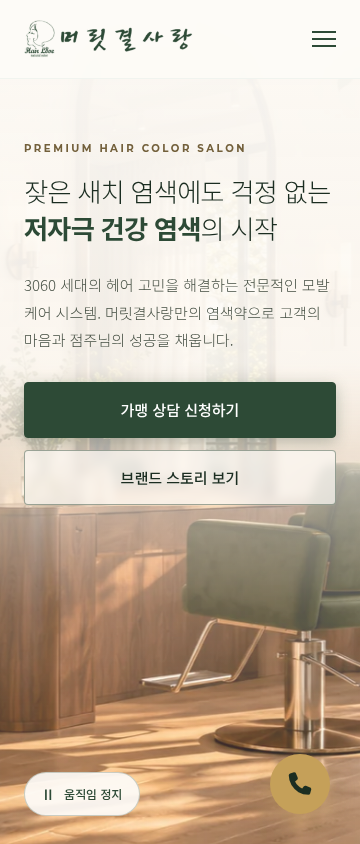 Hair Love
머릿결사랑
PREMIUM HAIR COLOR SALON
잦은 새치 염색에도 걱정 없는
저자극 건강 염색의 시작
3060 세대의 헤어 고민을 해결하는 전문적인 모발
케어 시스템. 머릿결사랑만의 염색약으로 고객의
마음과 점주님의 성공을 채웁니다.
가맹 상담 신청하기
브랜드 스토리 보기
움직임 정지